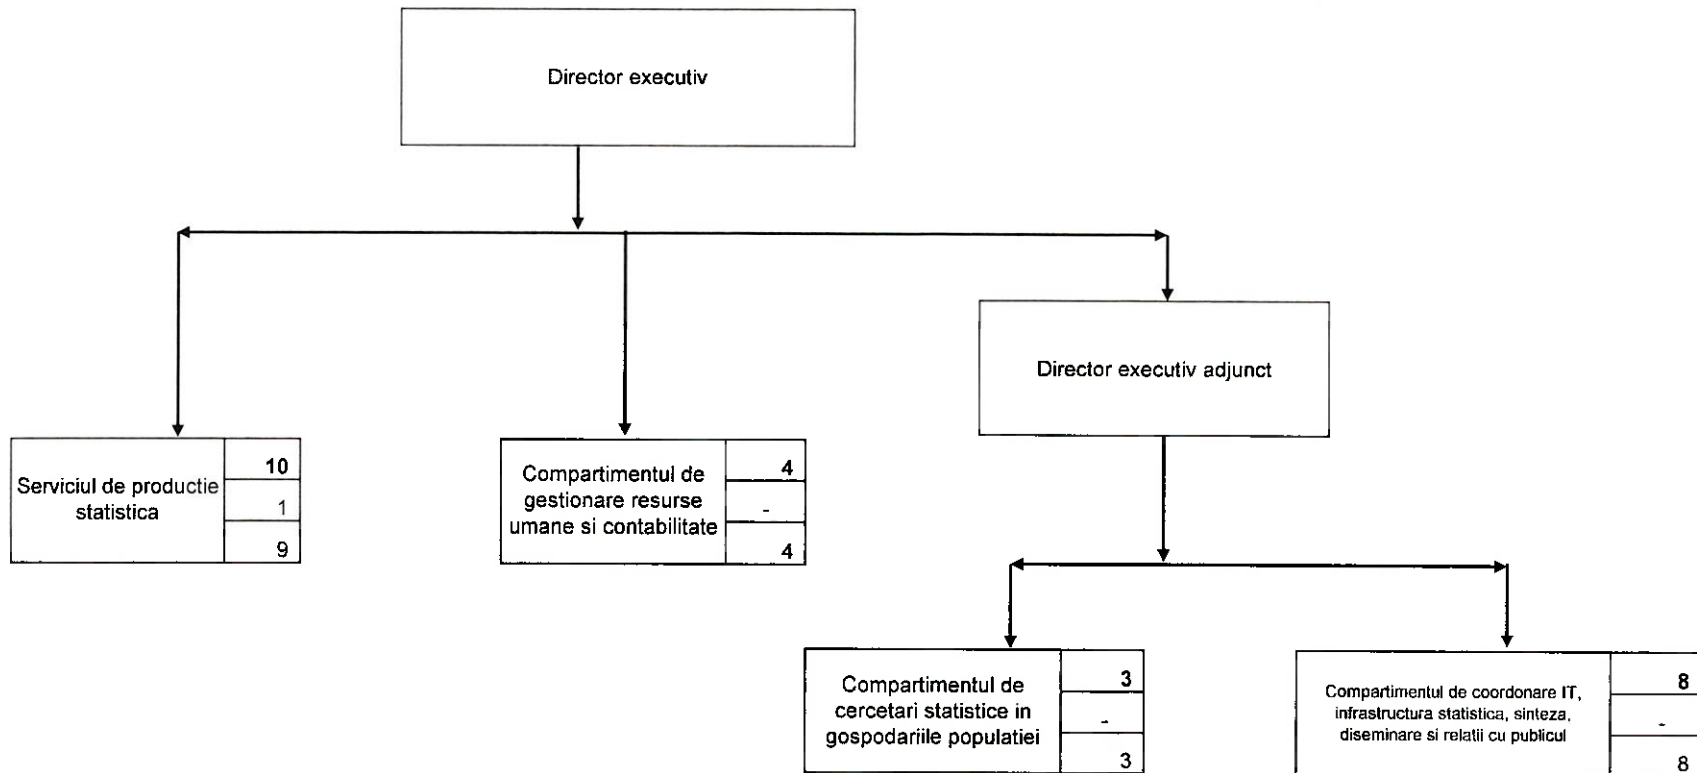 Director executiv
Director executiv adjunct
Serviciul de productie
statistica
10
1
9
Compartimentul de
gestionare resurse
umane si contabilitate
4
-
4
Compartimentul de
cercetari statistice in
gospodariile populatiei
3
-
3
Compartimentul de coordonare IT,
infrastructura statistica, sinteza,
diseminare si relatii cu publicul
8
-
8